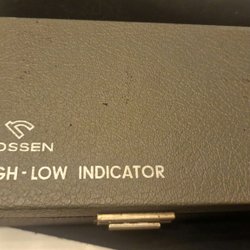 OSSEN
GH-LOW INDICATOR